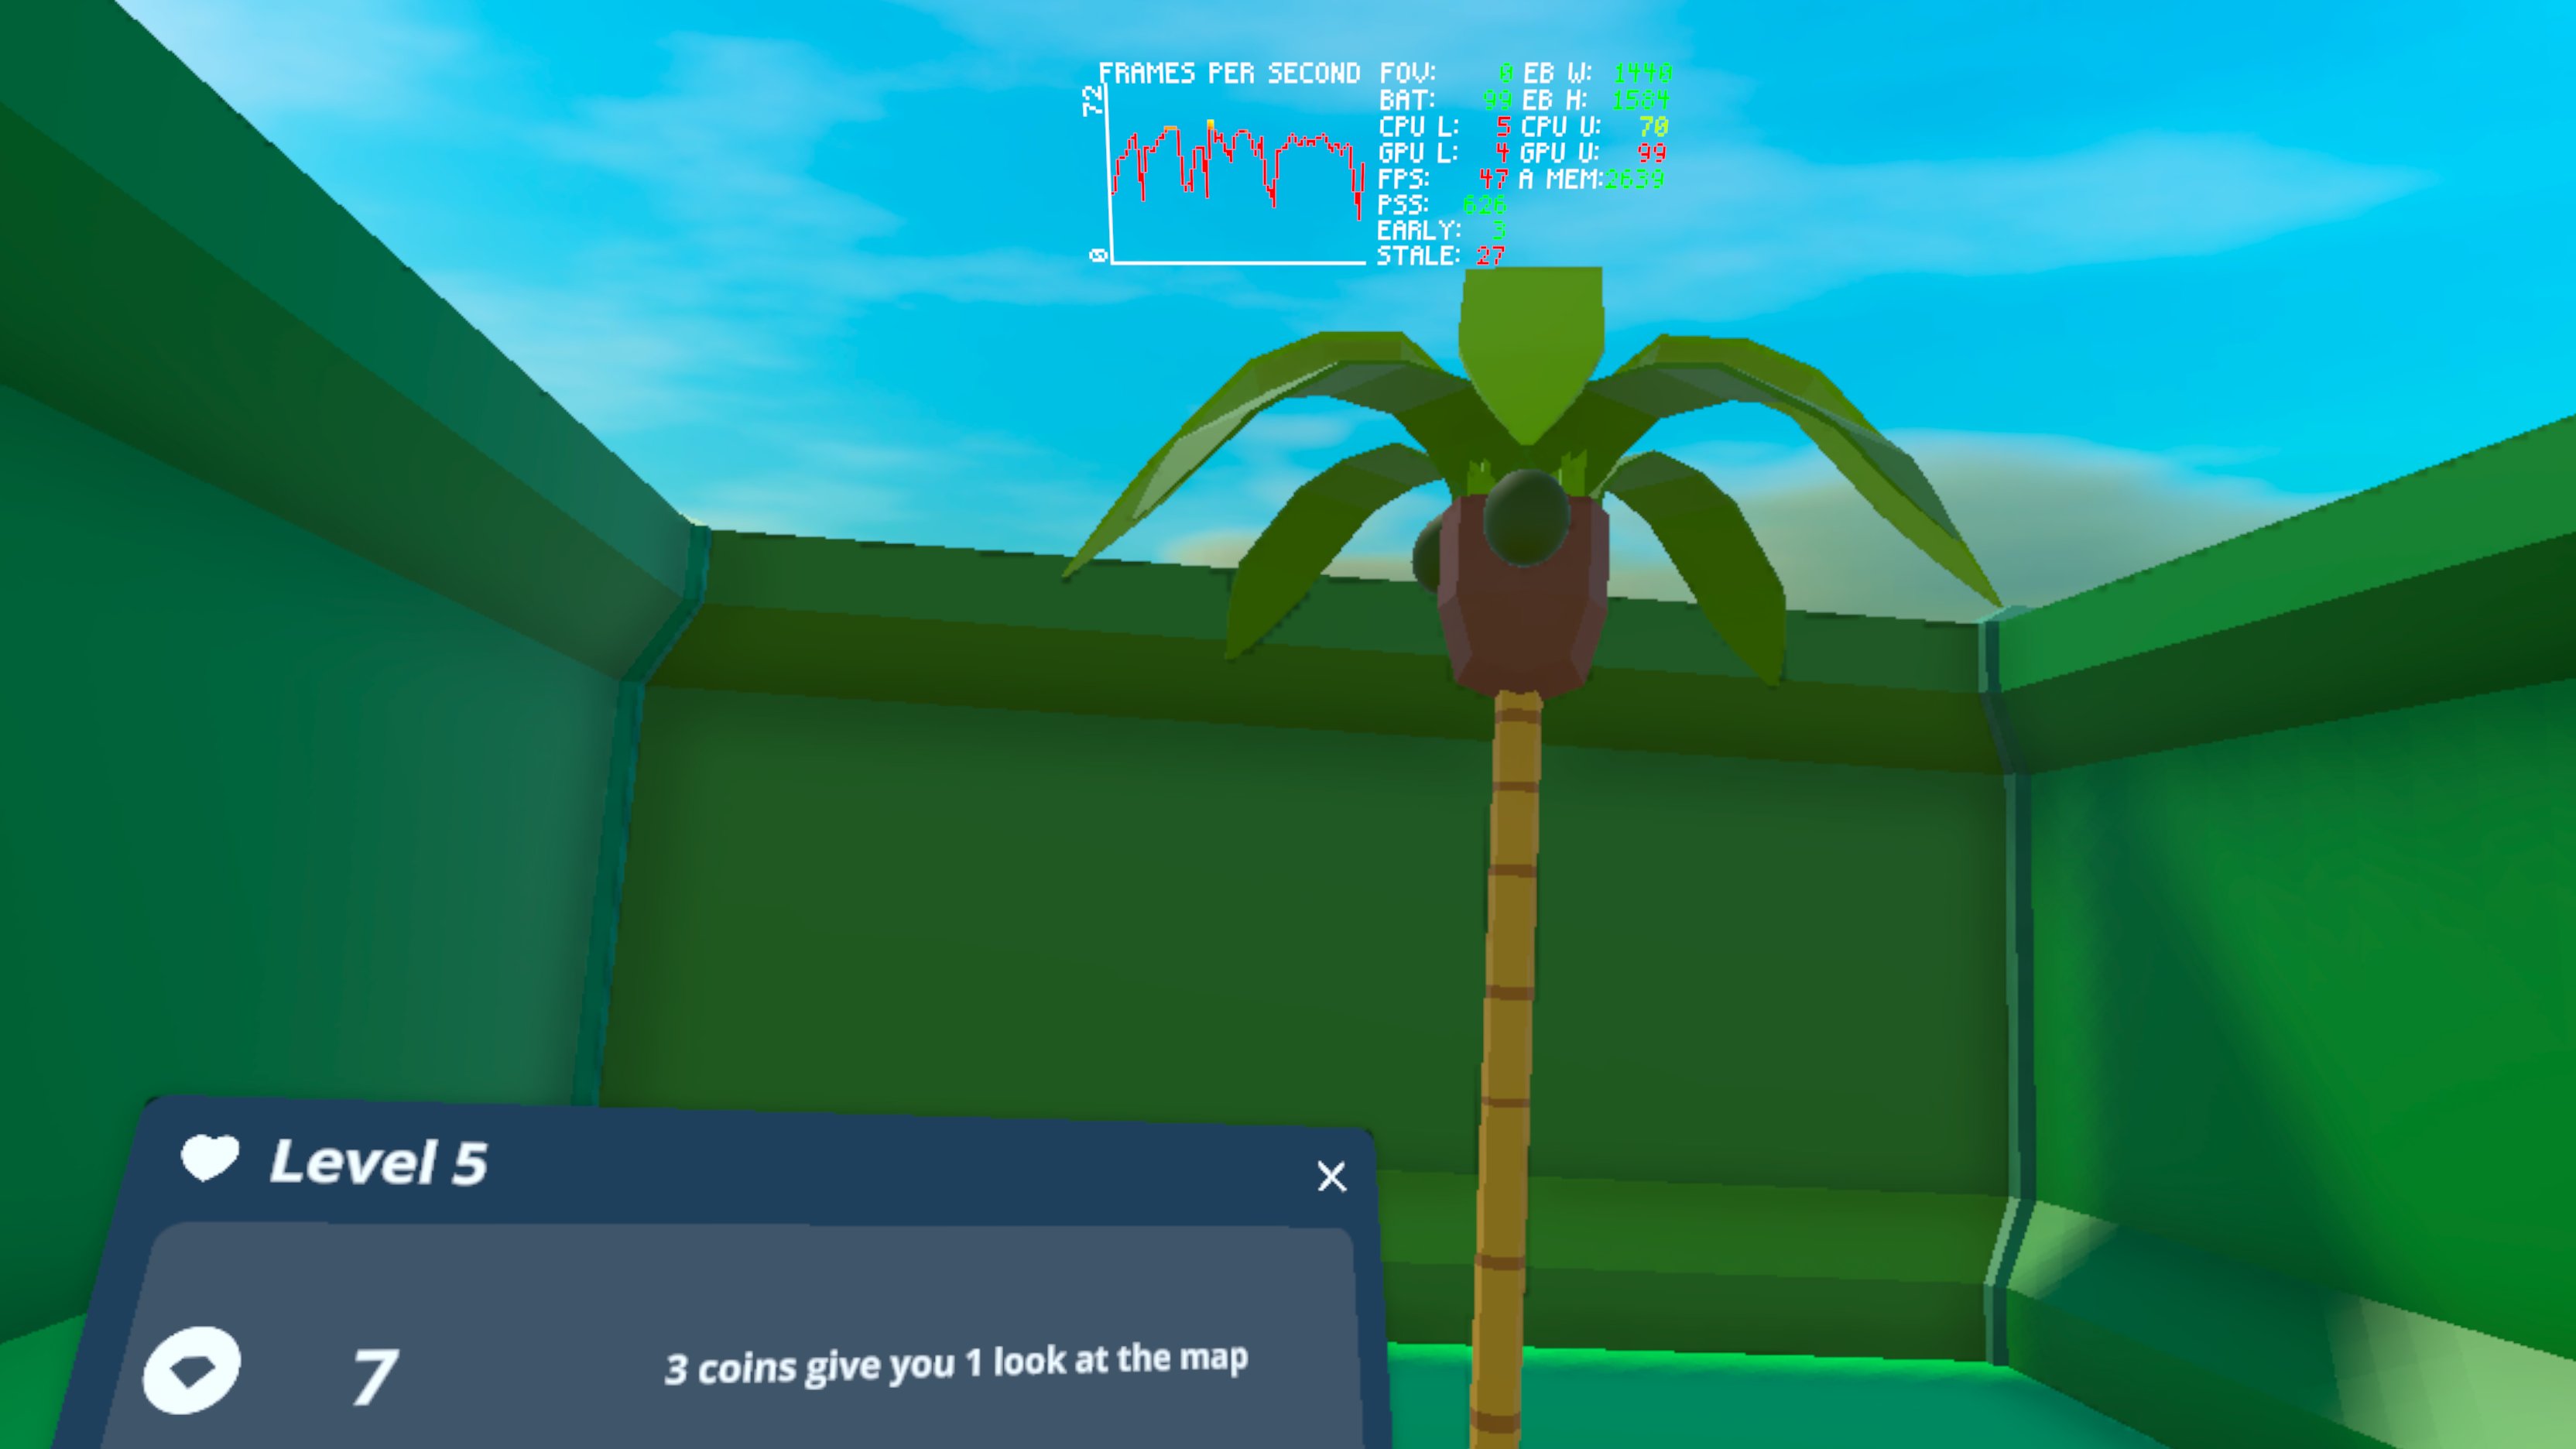 FRAMES PER SECOND
72
0
FOV: 0 EB W: 1440
BAT: 99 EB H: 1584
CPU L: 5 CPU U: 70
GPU L: 4 GPU U: 99
FPS: 47 A MEM:2639
PSS: 626
EARLY: 3
STALE: 27
Level 5
7
3 coins give you 1 look at the map